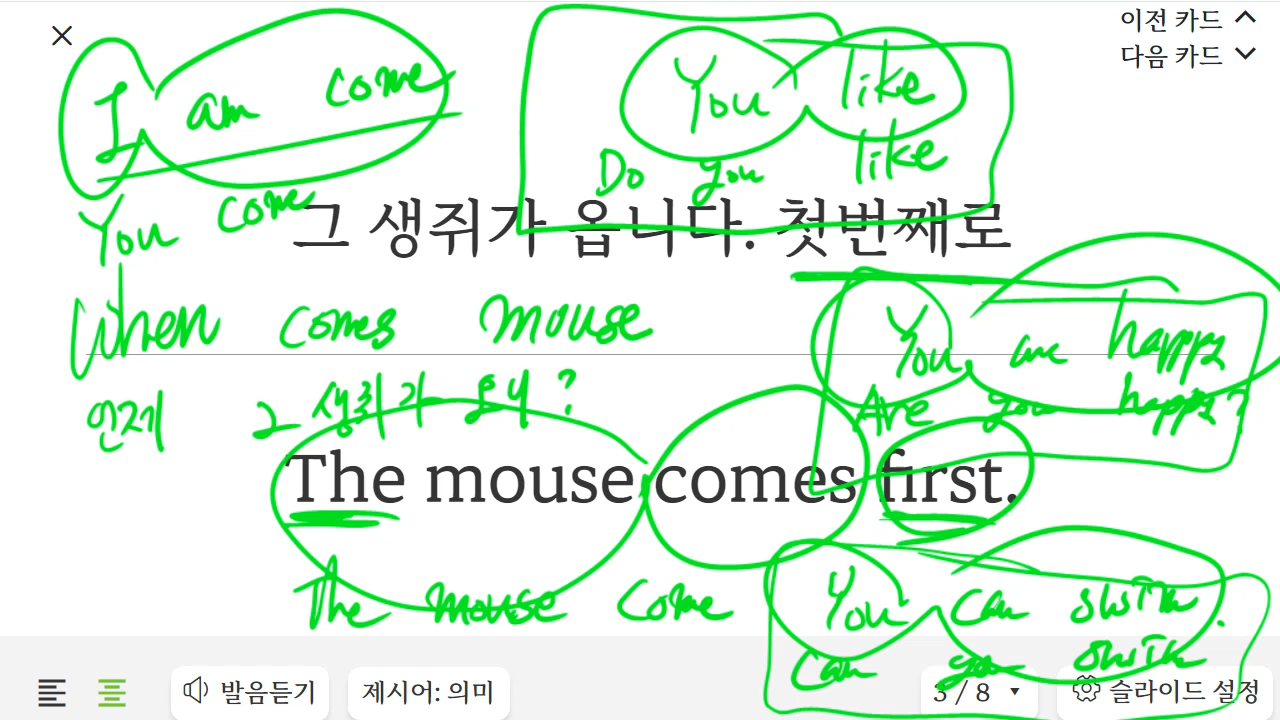 이전 카드
다음 카드
I am come
You like
Do you like
You come
그 생쥐가 옵니다. 첫번째로
When comes mouse
You are happy
언제 그 생쥐가 오니?
Are you happy?
The mouse comes first.
The mouse come
You can swim.
Can you swim
발음듣기
제시어: 의미
3 / 8
슬라이드 설정